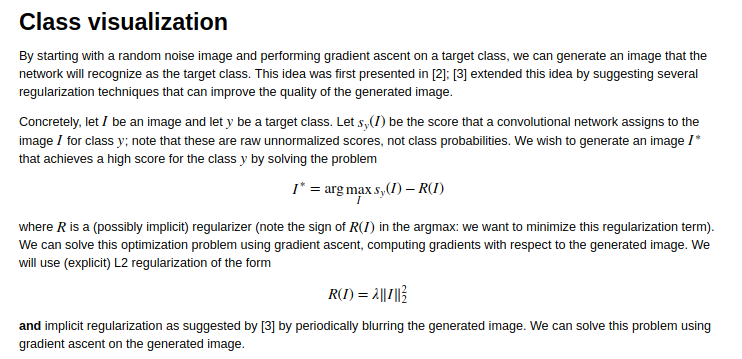 Class visualization
By starting with a random noise image and performing gradient ascent on a target class, we can generate an image that the
network will recognize as the target class. This idea was first presented in [2]; [3] extended this idea by suggesting several
regularization techniques that can improve the quality of the generated image.
Concretely, let I be an image and let y be a target class. Let s_y(I) be the score that a convolutional network assigns to the
image I for class y; note that these are raw unnormalized scores, not class probabilities. We wish to generate an image I*
that achieves a high score for the class y by solving the problem
I* = arg max_I s_y(I) − R(I)
where R is a (possibly implicit) regularizer (note the sign of R(I) in the argmax: we want to minimize this regularization term).
We can solve this optimization problem using gradient ascent, computing gradients with respect to the generated image. We
will use (explicit) L2 regularization of the form
R(I) = λ‖I‖₂²
and implicit regularization as suggested by [3] by periodically blurring the generated image. We can solve this problem using
gradient ascent on the generated image.